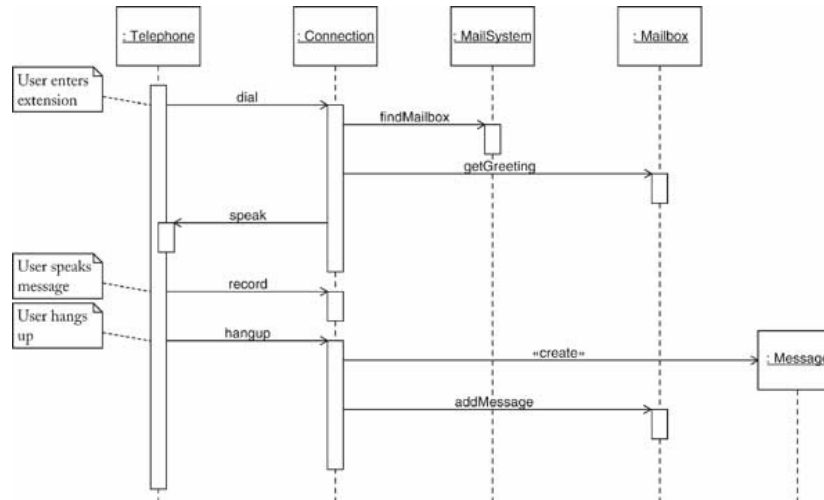 : Telephone
: Connection
: MailSystem
: Mailbox
User enters
extension
dial
findMailbox
getGreeting
speak
User speaks
message
record
User hangs
up
hangup
«create»
: Message
addMessage